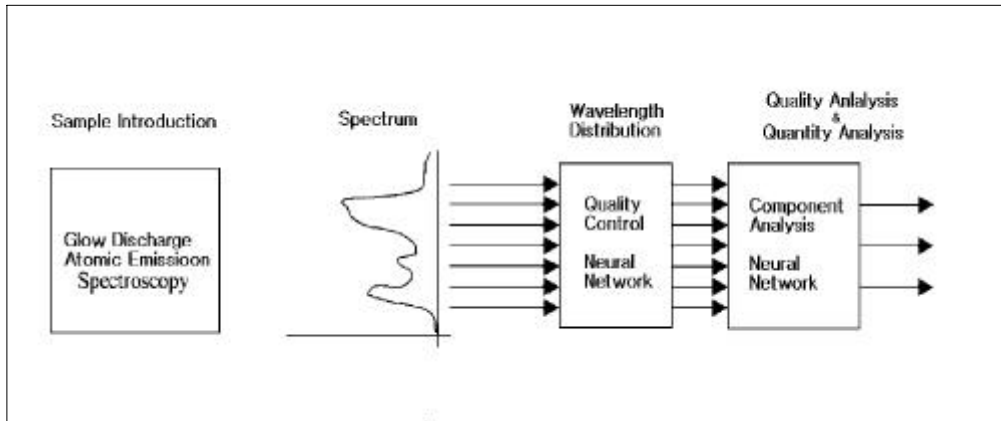 Sample Introduction
Glow Discharge
Atomic Emissioon
Spectroscopy
Spectrum
Wavelength
Distribution
Quality
Control
Neural
Network
Quality Anlalysis
&
Quantity Analysis
Component
Analysis
Neural
Network